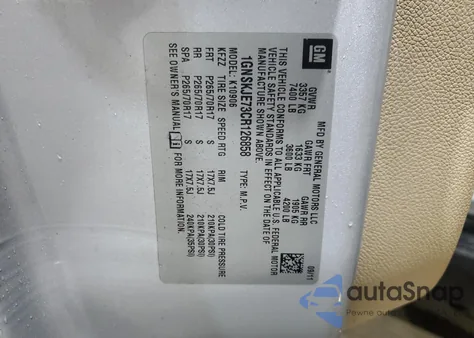 GM
MFD BY GENERAL MOTORS LLC
GVWR GAWR FRT GAWR RR
3357 KG 1633 KG 1905 KG
7400 LB 3600 LB 4200 LB
08/11
THIS VEHICLE CONFORMS TO ALL APPLICABLE U.S. FEDERAL MOTOR
VEHICLE SAFETY STANDARDS IN EFFECT ON THE DATE OF
MANUFACTURE SHOWN ABOVE.
1GNSKJE73CR126858 TYPE: M.P.V.
KFZZ K10906
TIRE SIZE SPEED RTG RIM COLD TIRE PRESSURE
FRT P265/70R17 S 17X7.5J 210KPA(30PSI)
RR P265/70R17 S 17X7.5J 210KPA(30PSI)
SPA P265/70R17 S 17X7.5J 240KPA(35PSI)
SEE OWNER'S MANUAL FOR MORE INFORMATION.
autoSnap
Pewne auto